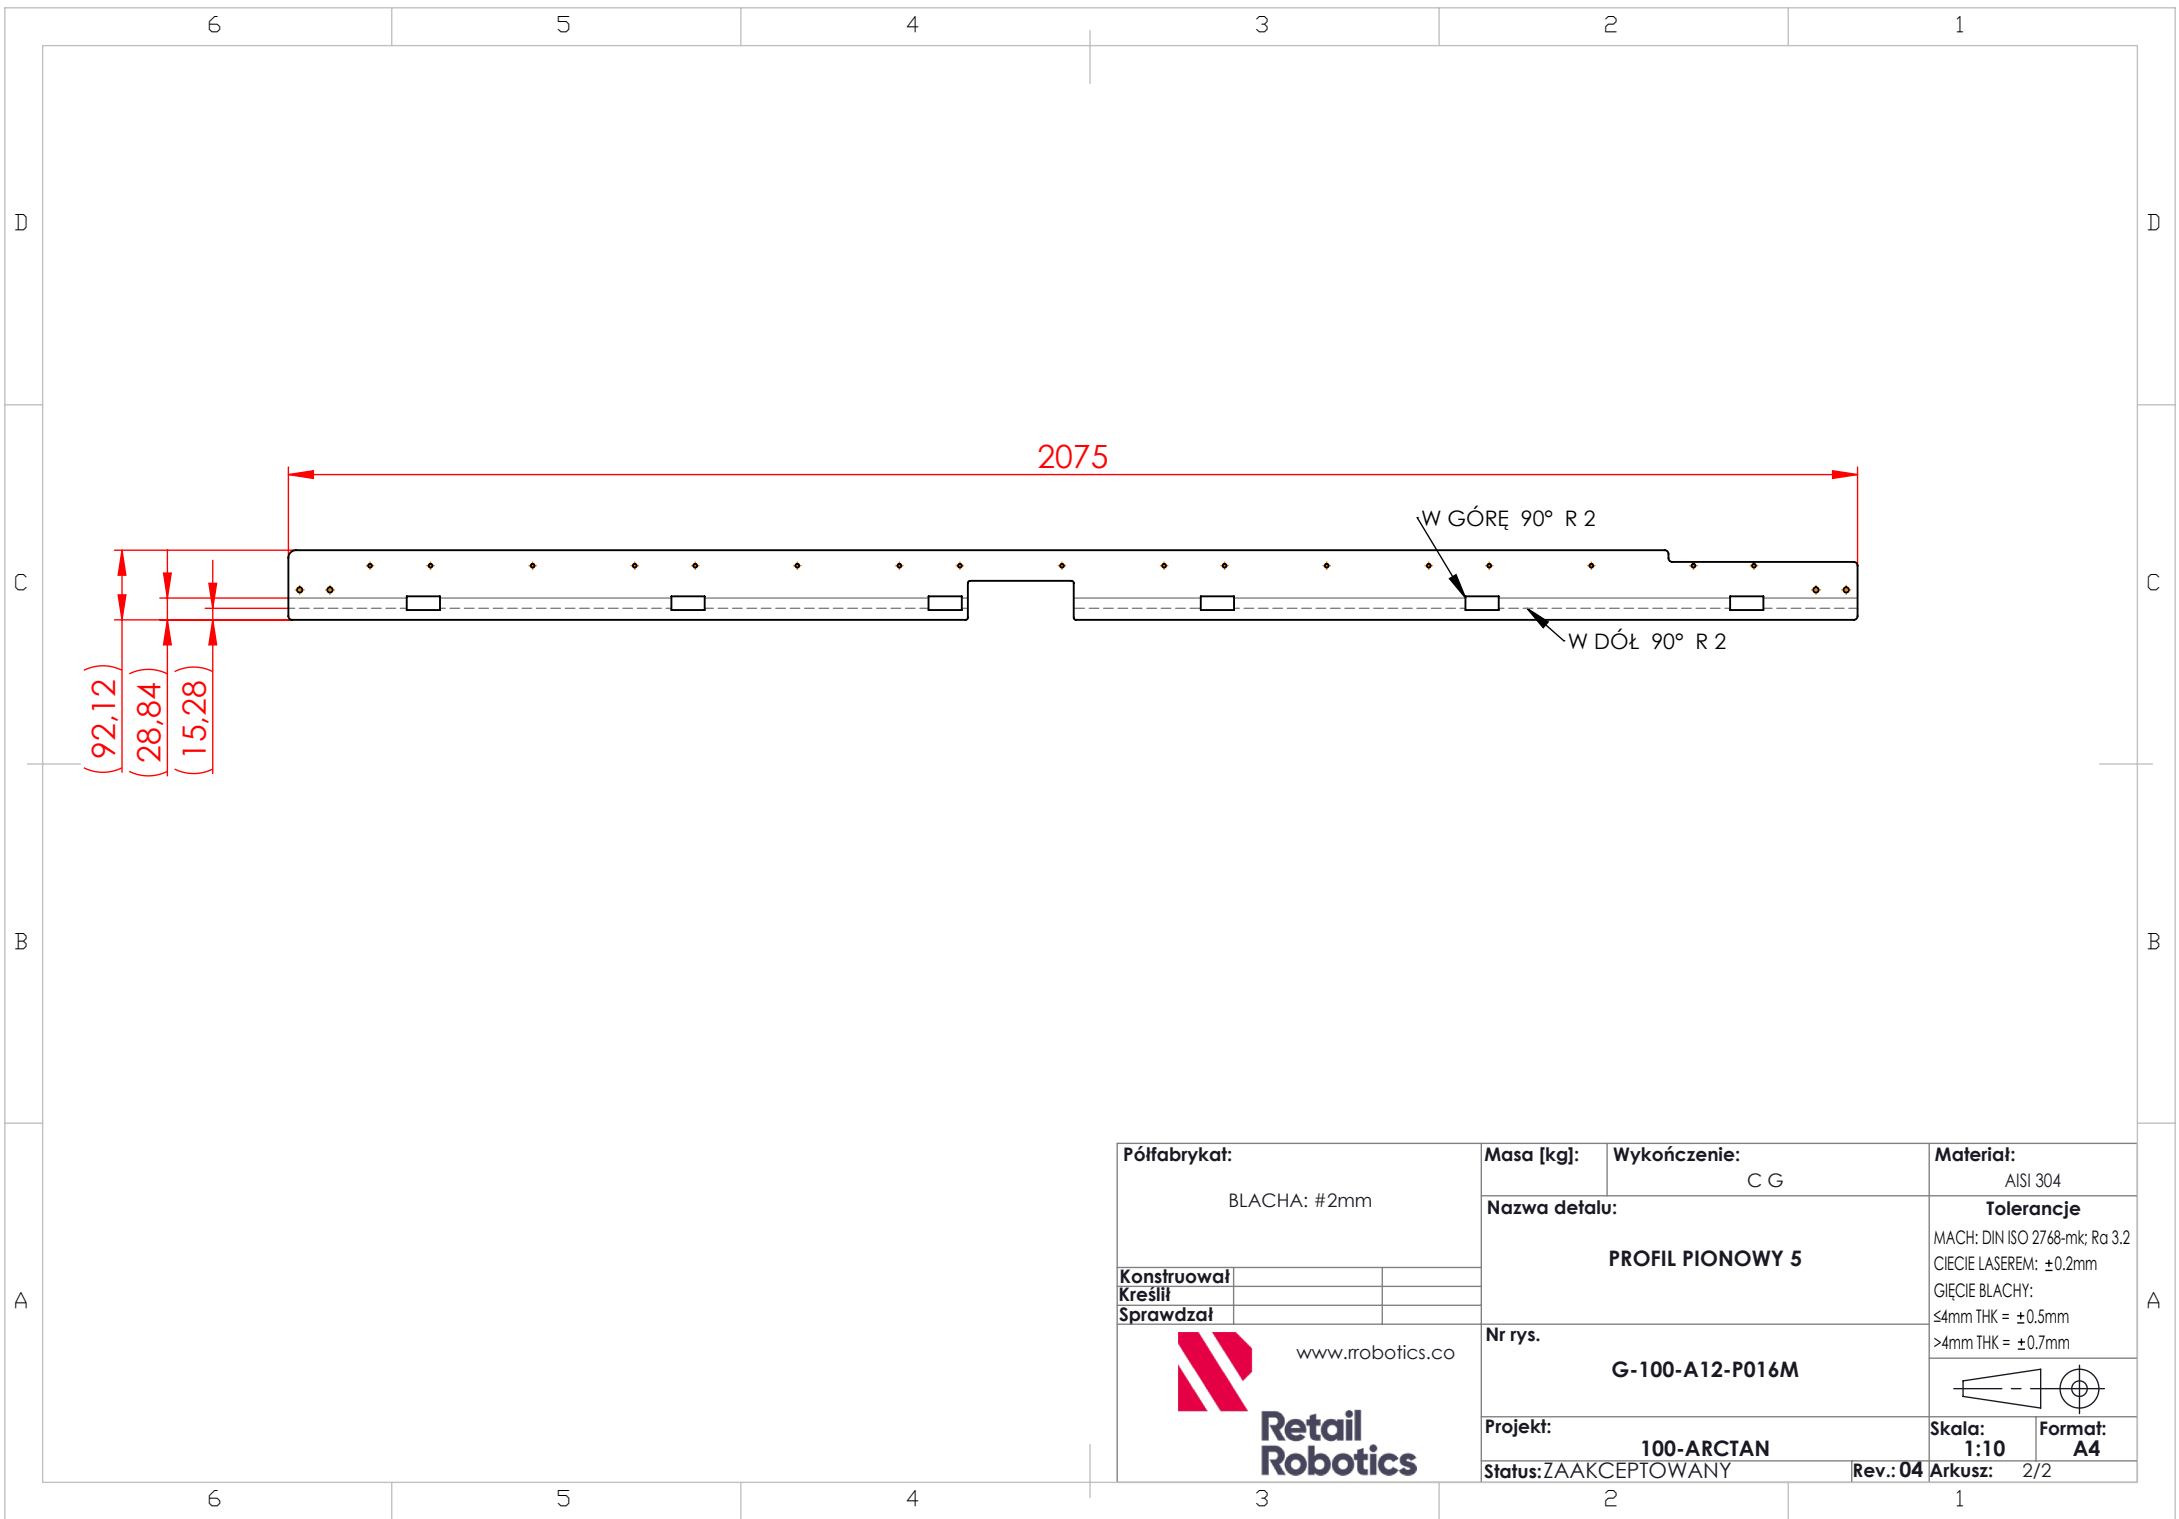 6 5 4 3 2 1
D D
2075
W GÓRĘ 90° R 2
C C
W DÓŁ 90° R 2
(92,12)
(28,84)
(15,28)
B B
Półfabrykat:
BLACHA: #2mm
Masa [kg]:
Wykończenie:
C G
Materiał:
AISI 304
Nazwa detalu:
PROFIL PIONOWY 5
Tolerancje
MACH: DIN ISO 2768-mk; Ra 3.2
CIECIE LASEREM: ±0.2mm
GIĘCIE BLACHY:
≤4mm THK = ±0.5mm
>4mm THK = ±0.7mm
Konstruował
Kreślił
Sprawdzał
A A
www.rrobotics.co
Retail
Robotics
Nr rys.
G-100-A12-P016M
Projekt:
100-ARCTAN
Skala:
1:10
Format:
A4
Status: ZAAKCEPTOWANY
Rev.: 04
Arkusz: 2/2
6 5 4 3 2 1